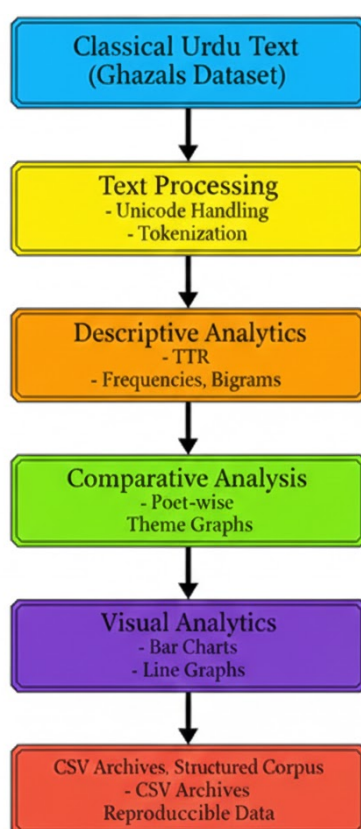 Classical Urdu Text
(Ghazals Dataset)
Text Processing
- Unicode Handling
- Tokenization
Descriptive Analytics
- TTR
- Frequencies, Bigrams
Comparative Analysis
- Poet-wise
Theme Graphs
Visual Analytics
- Bar Charts
- Line Graphs
CSV Archives, Structured Corpus
- CSV Archives
Reproduccible Data